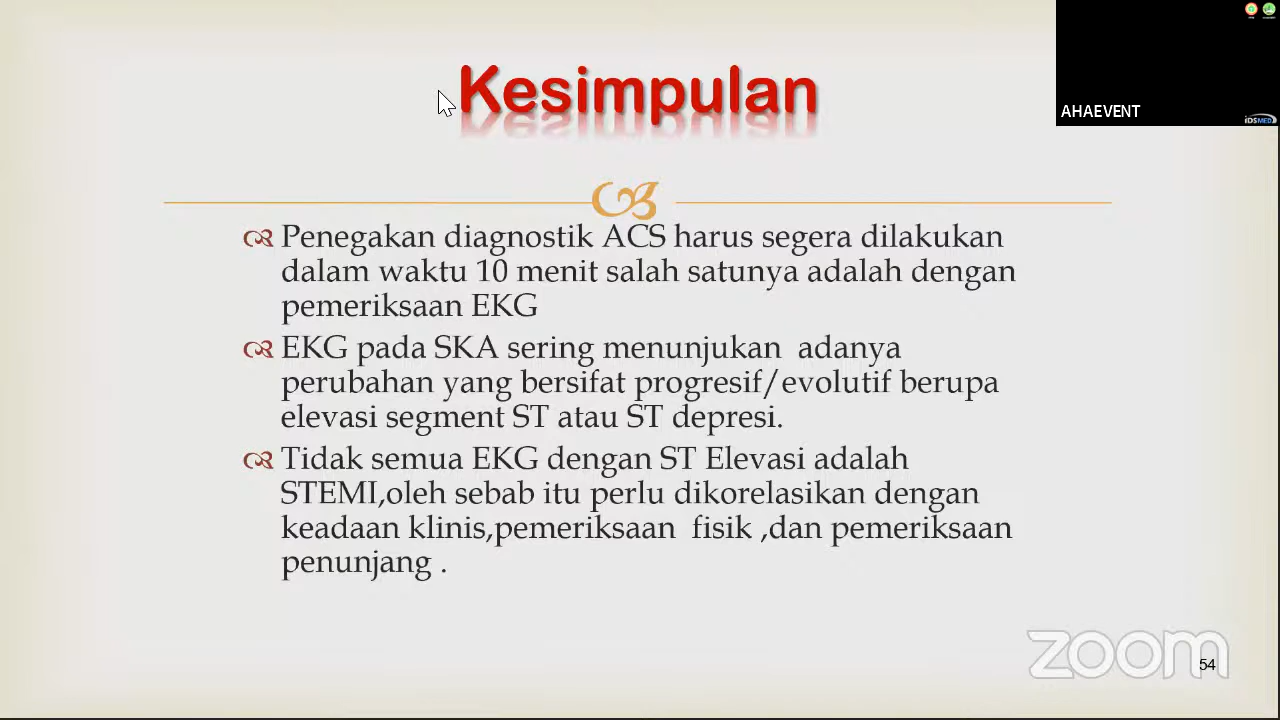 Kesimpulan
AHAEVENT
iDSMED
Penegakan diagnostik ACS harus segera dilakukan
dalam waktu 10 menit salah satunya adalah dengan
pemeriksaan EKG
EKG pada SKA sering menunjukan adanya
perubahan yang bersifat progresif/evolutif berupa
elevasi segment ST atau ST depresi.
Tidak semua EKG dengan ST Elevasi adalah
STEMI,oleh sebab itu perlu dikorelasikan dengan
keadaan klinis,pemeriksaan fisik ,dan pemeriksaan
penunjang .
zoom
54